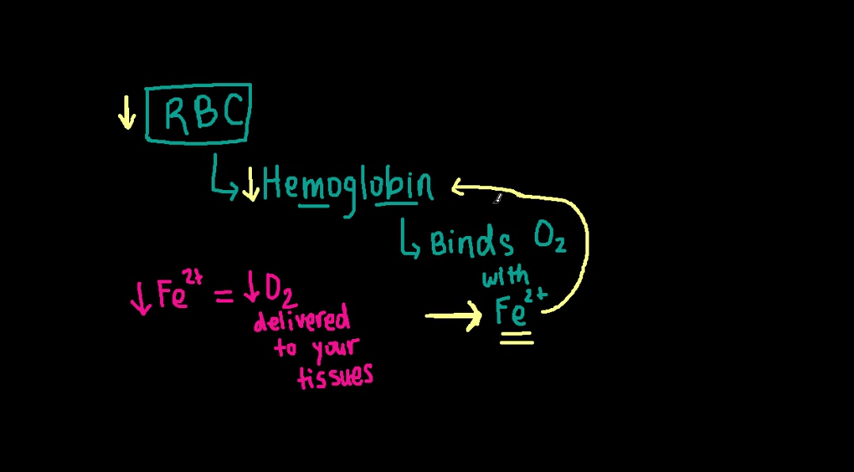 ↓ RBC
↳ ↓ Hemoglobin
↳ Binds O₂
with
→ Fe²⁺
↓ Fe²⁺ = ↓ O₂
delivered
to your
tissues